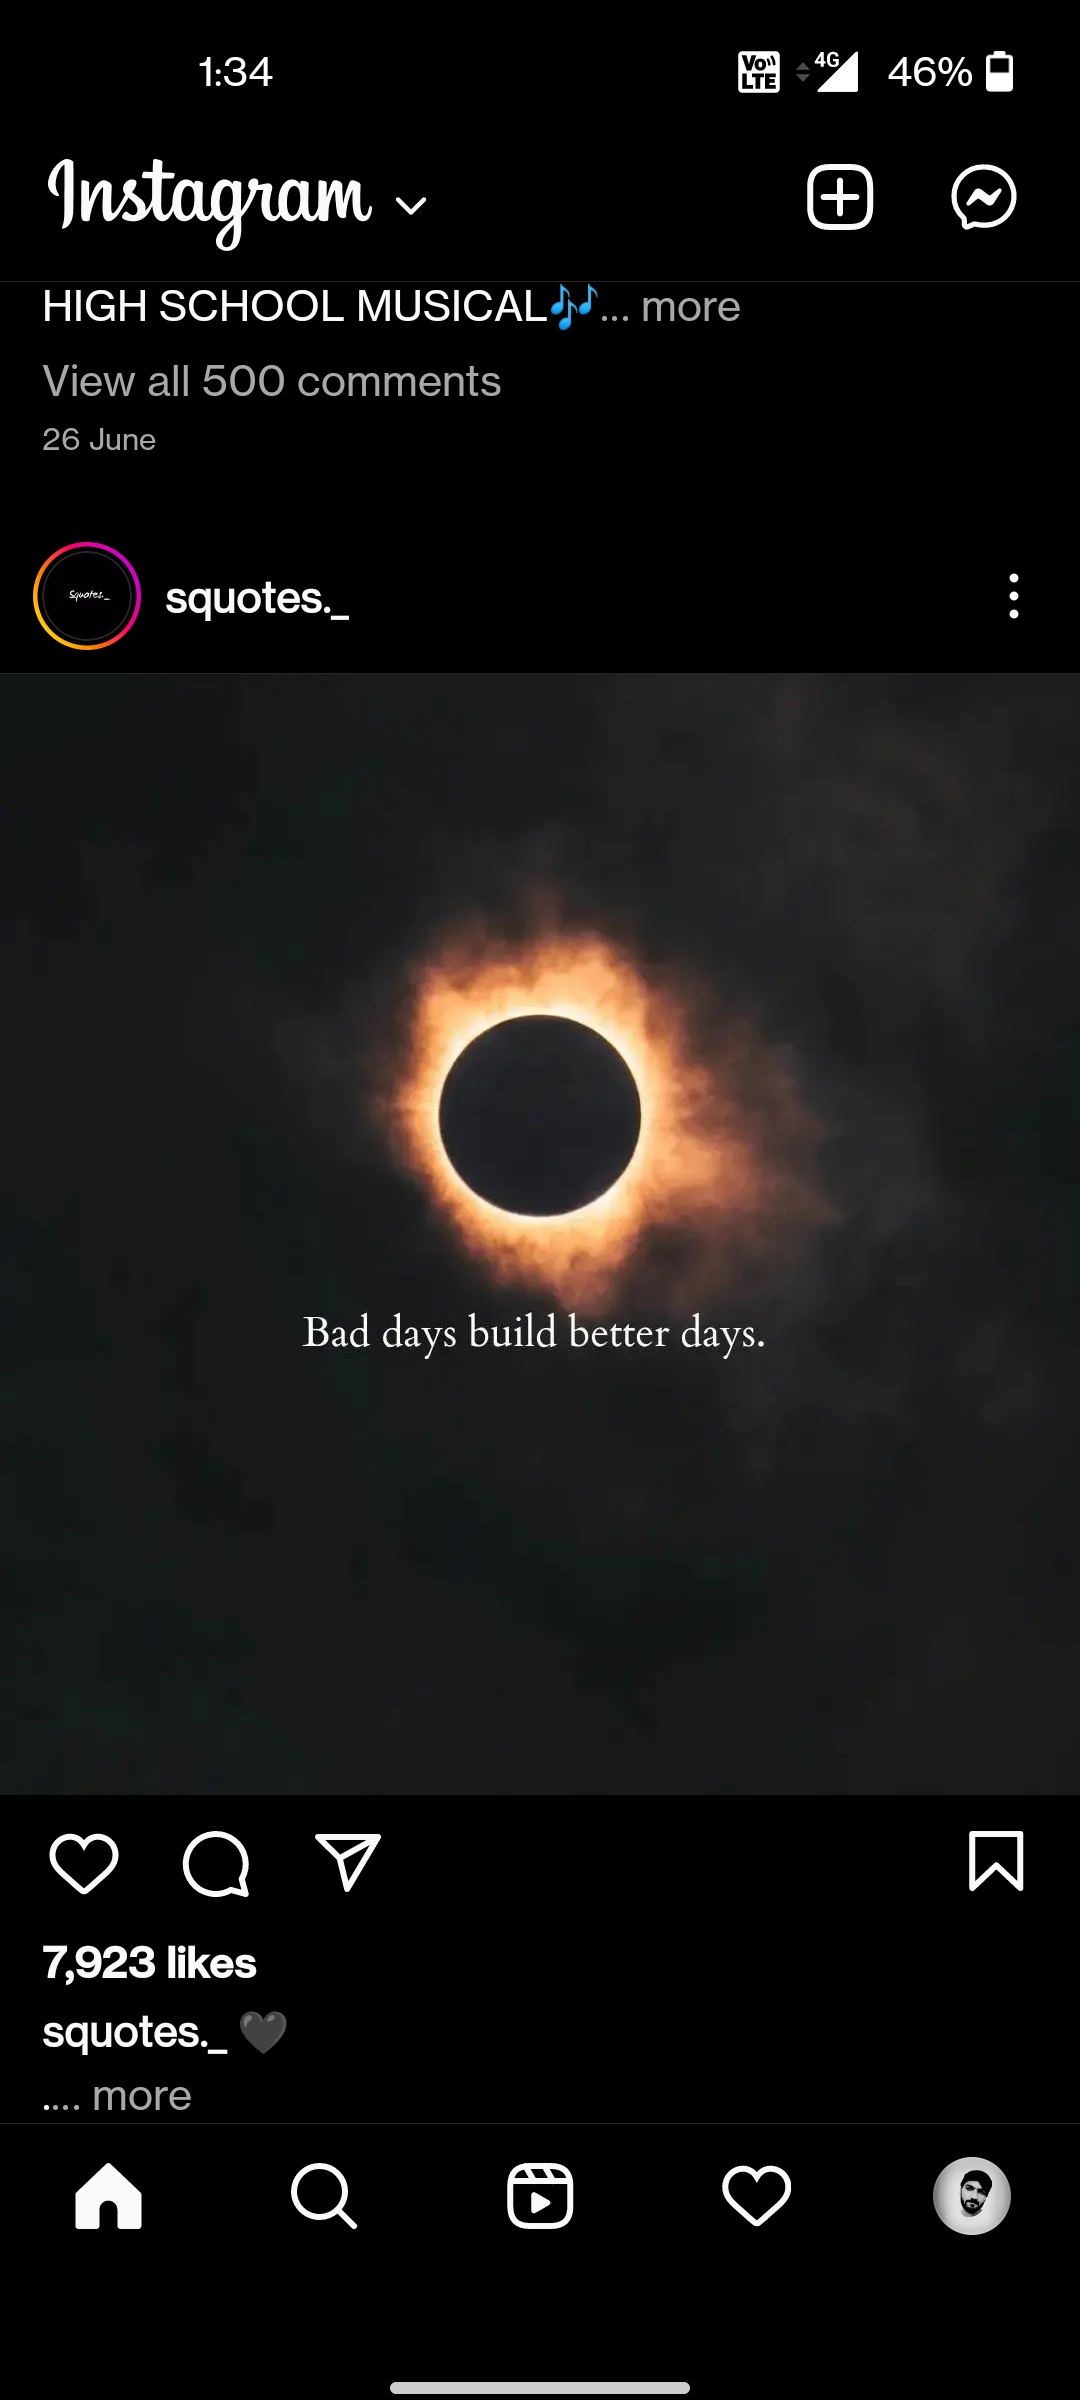 1:34
Vo LTE 4G 46%
Instagram
HIGH SCHOOL MUSICAL🎶... more
View all 500 comments
26 June
Squotes._
squotes._
Bad days build better days.
7,923 likes
squotes._ 🖤
.... more